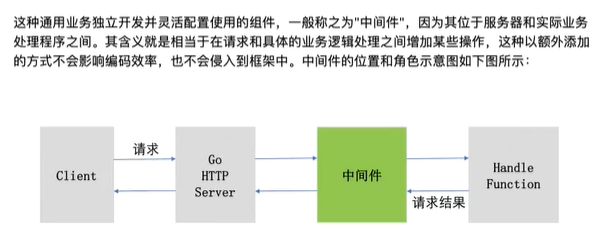 这种通用业务独立开发并灵活配置使用的组件，一般称之为"中间件"，因为其位于服务器和实际业务
处理程序之间。其含义就是相当于在请求和具体的业务逻辑处理之间增加某些操作，这种以额外添加
的方式不会影响编码效率，也不会侵入到框架中。中间件的位置和角色示意图如下图所示：
Client
请求
Go
HTTP
Server
中间件
请求结果
Handle
Function